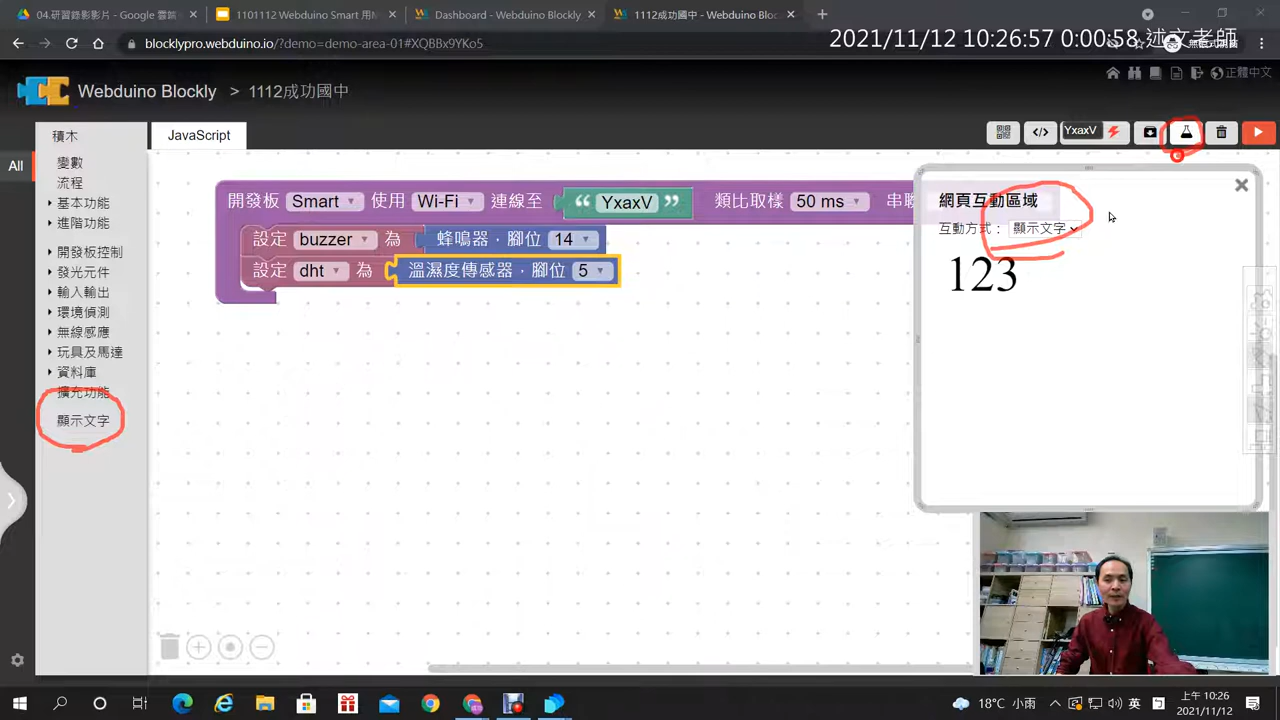 04.研習錄影影片 - Google 雲端
1101112 Webduino Smart 用M
Dashboard - Webduino Blockly
1112成功國中 - Webduino Bloc
blocklypro.webduino.io/?demo=demo-area-01#XQBBx9YKo5
2021/11/12 10:26:57 0:00:58 述文老師
Webduino Blockly > 1112成功國中
正體中文
積木
JavaScript
YxaxV
All
變數
流程
基本功能
進階功能
開發板控制
發光元件
輸入輸出
環境偵測
無線感應
玩具及馬達
資料庫
擴充功能
顯示文字
開發板 Smart 使用 Wi-Fi 連線至 “ YxaxV ” 類比取樣 50 ms 串聯
設定 buzzer 為 蜂鳴器．腳位 14
設定 dht 為 溫濕度傳感器．腳位 5
網頁互動區域
互動方式： 顯示文字
123
18°C 小雨
英
上午 10:26
2021/11/12